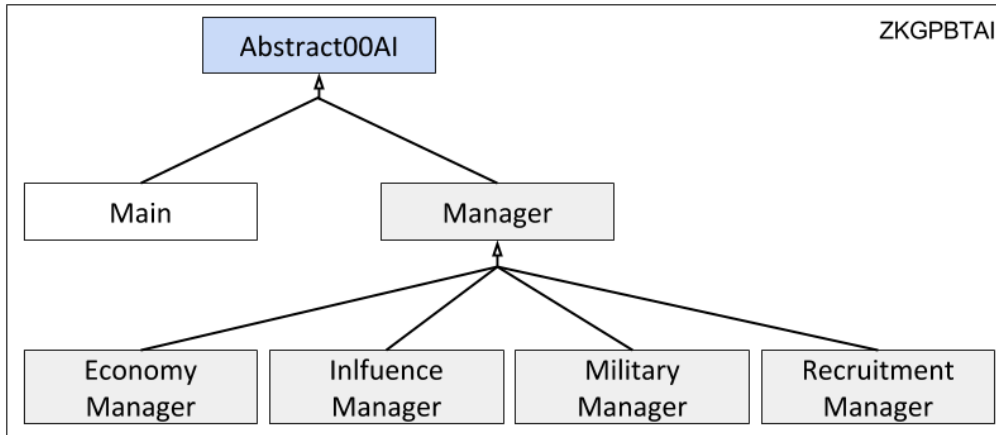 ZKGPBTAI
Abstract00AI
Main
Manager
Economy
Manager
Inlfuence
Manager
Military
Manager
Recruitment
Manager